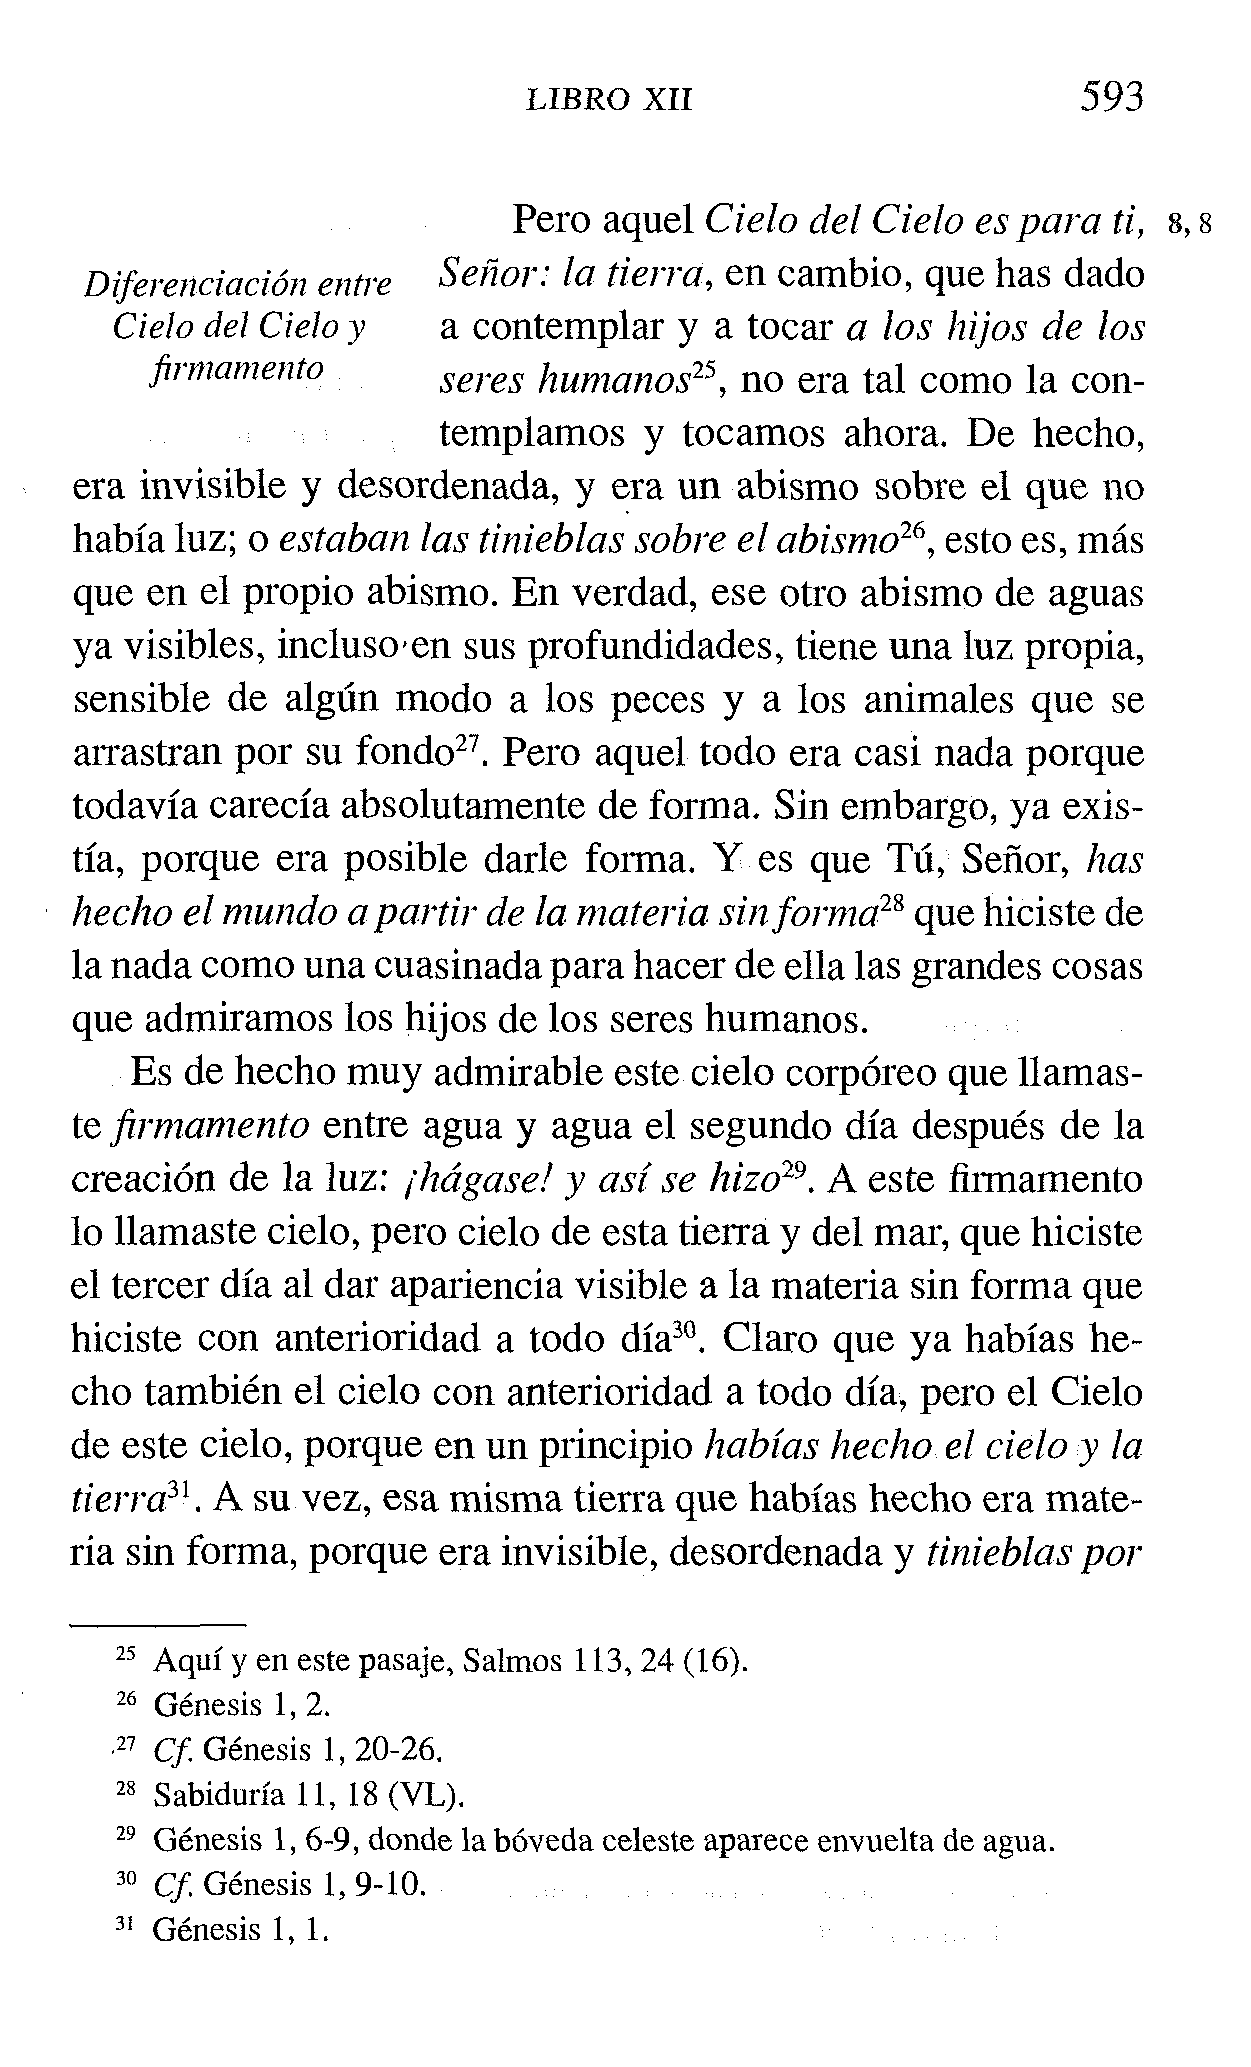 LIBRO XII 593
Pero aquel Cielo del Cielo es para ti, 8, 8
Diferenciación entre
Cielo del Cielo y
firmamento
Señor: la tierra, en cambio, que has dado
a contemplar y a tocar a los hijos de los
seres humanos²⁵, no era tal como la con-
templamos y tocamos ahora. De hecho,
era invisible y desordenada, y era un abismo sobre el que no
había luz; o estaban las tinieblas sobre el abismo²⁶, esto es, más
que en el propio abismo. En verdad, ese otro abismo de aguas
ya visibles, incluso en sus profundidades, tiene una luz propia,
sensible de algún modo a los peces y a los animales que se
arrastran por su fondo²⁷. Pero aquel todo era casi nada porque
todavía carecía absolutamente de forma. Sin embargo, ya exis-
tía, porque era posible darle forma. Y es que Tú, Señor, has
hecho el mundo a partir de la materia sin forma²⁸ que hiciste de
la nada como una cuasinada para hacer de ella las grandes cosas
que admiramos los hijos de los seres humanos.
Es de hecho muy admirable este cielo corpóreo que llamas-
te firmamento entre agua y agua el segundo día después de la
creación de la luz: ¡hágase! y así se hizo²⁹. A este firmamento
lo llamaste cielo, pero cielo de esta tierra y del mar, que hiciste
el tercer día al dar apariencia visible a la materia sin forma que
hiciste con anterioridad a todo día³⁰. Claro que ya habías he-
cho también el cielo con anterioridad a todo día, pero el Cielo
de este cielo, porque en un principio habías hecho el cielo y la
tierra³¹. A su vez, esa misma tierra que habías hecho era mate-
ria sin forma, porque era invisible, desordenada y tinieblas por
²⁵ Aquí y en este pasaje, Salmos 113, 24 (16).
²⁶ Génesis 1, 2.
²⁷ Cf. Génesis 1, 20-26.
²⁸ Sabiduría 11, 18 (VL).
²⁹ Génesis 1, 6-9, donde la bóveda celeste aparece envuelta de agua.
³⁰ Cf. Génesis 1, 9-10.
³¹ Génesis 1, 1.